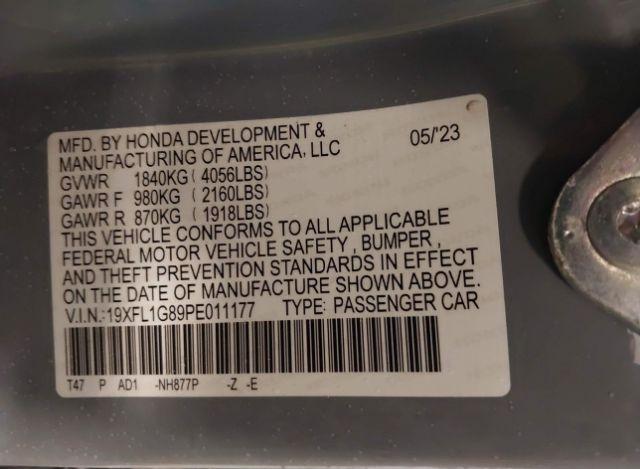 MFD. BY HONDA DEVELOPMENT & 05/'23
MANUFACTURING OF AMERICA, LLC
GVWR 1840KG ( 4056LBS)
GAWR F 980KG ( 2160LBS)
GAWR R 870KG ( 1918LBS)
THIS VEHICLE CONFORMS TO ALL APPLICABLE
FEDERAL MOTOR VEHICLE SAFETY , BUMPER ,
AND THEFT PREVENTION STANDARDS IN EFFECT
ON THE DATE OF MANUFACTURE SHOWN ABOVE.
V.I.N.:19XFL1G89PE011177 TYPE: PASSENGER CAR
T47 P AD1 -NH877P -Z -E